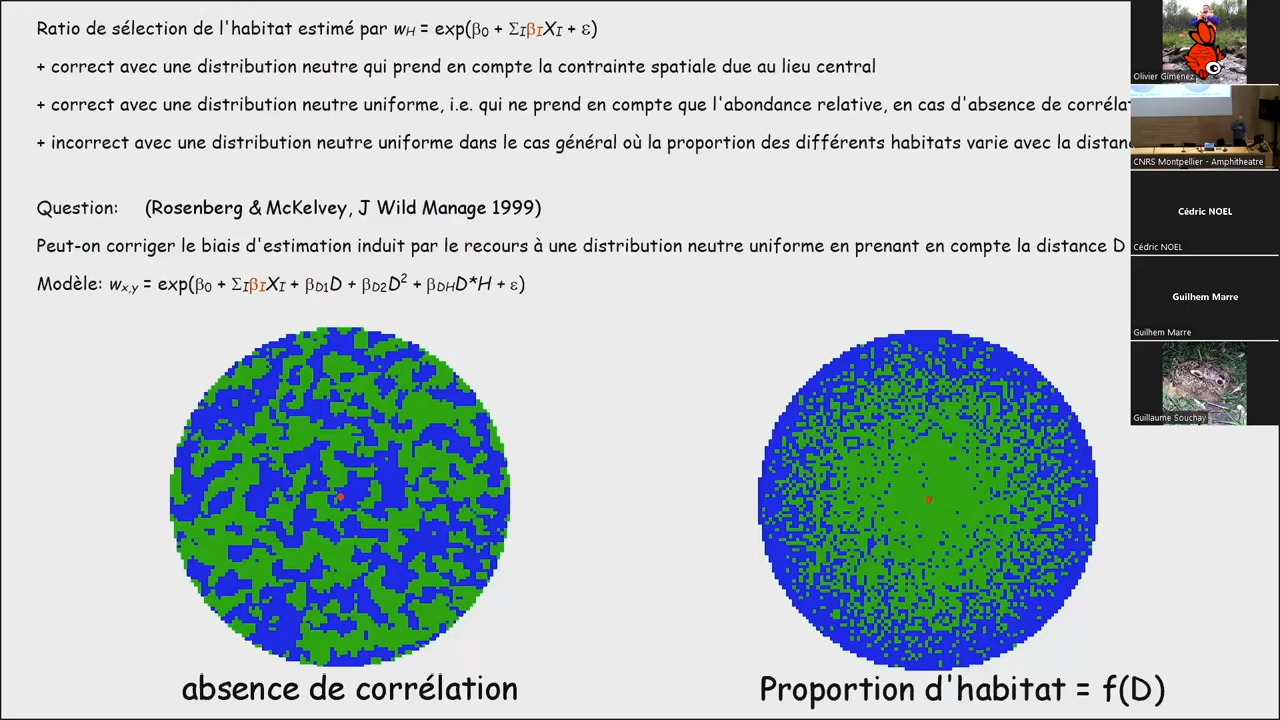 Ratio de sélection de l'habitat estimé par wH = exp(β0 + ΣIβIXI + ε)
+ correct avec une distribution neutre qui prend en compte la contrainte spatiale due au lieu central
+ correct avec une distribution neutre uniforme, i.e. qui ne prend en compte que l'abondance relative, en cas d'absence de corrélat
+ incorrect avec une distribution neutre uniforme dans le cas général où la proportion des différents habitats varie avec la distanc
Question: (Rosenberg & McKelvey, J Wild Manage 1999)
Peut-on corriger le biais d'estimation induit par le recours à une distribution neutre uniforme en prenant en compte la distance D
Modèle: wx,y = exp(β0 + ΣIβIXI + βD1D + βD2D² + βDHD*H + ε)
absence de corrélation
Proportion d'habitat = f(D)
Olivier Gimenez
CNRS Montpellier - Amphitheatre
Cédric NOEL
Cédric NOEL
Guilhem Marre
Guilhem Marre
Guillaume Souchay